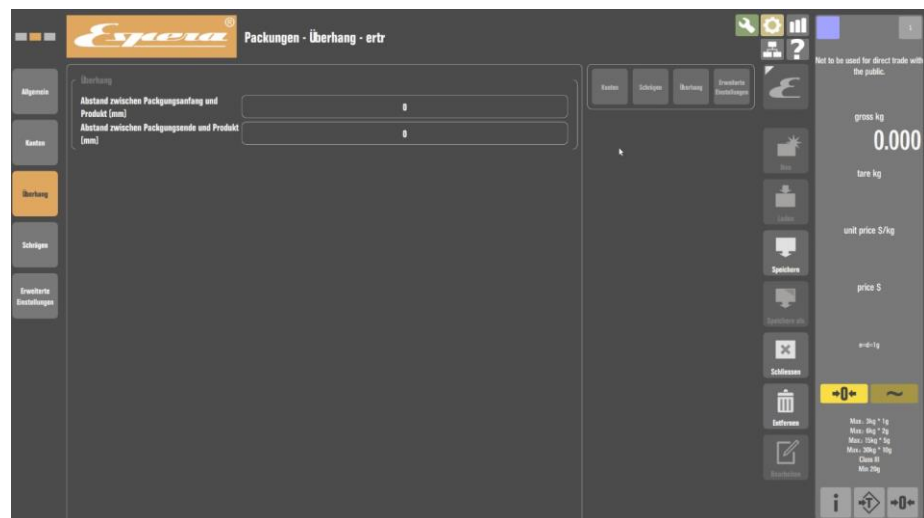 Espera®
Packungen - Überhang - ertr
?
i
Not to be used for direct trade with
the public.
Allgemein
Kanten
Überhang
Schrägen
Erweiterte
Einstellungen
Überhang
Abstand zwischen Packgungsanfang und
Produkt [mm]
0
Abstand zwischen Packungsende und Produkt
[mm]
0
Kanten
Schrägen
Überhang
Erweiterte
Einstellungen
E
Neu
Laden
Speichern
Speichern als
Schliessen
Entfernen
Bearbeiten
gross kg
0.000
tare kg
unit price $/kg
price $
e=d=1g
→0←
~
Max: 3kg * 1g
Max: 6kg * 2g
Max: 15kg * 5g
Max: 30kg * 10g
Class III
Min 20g
i
→T
→0←